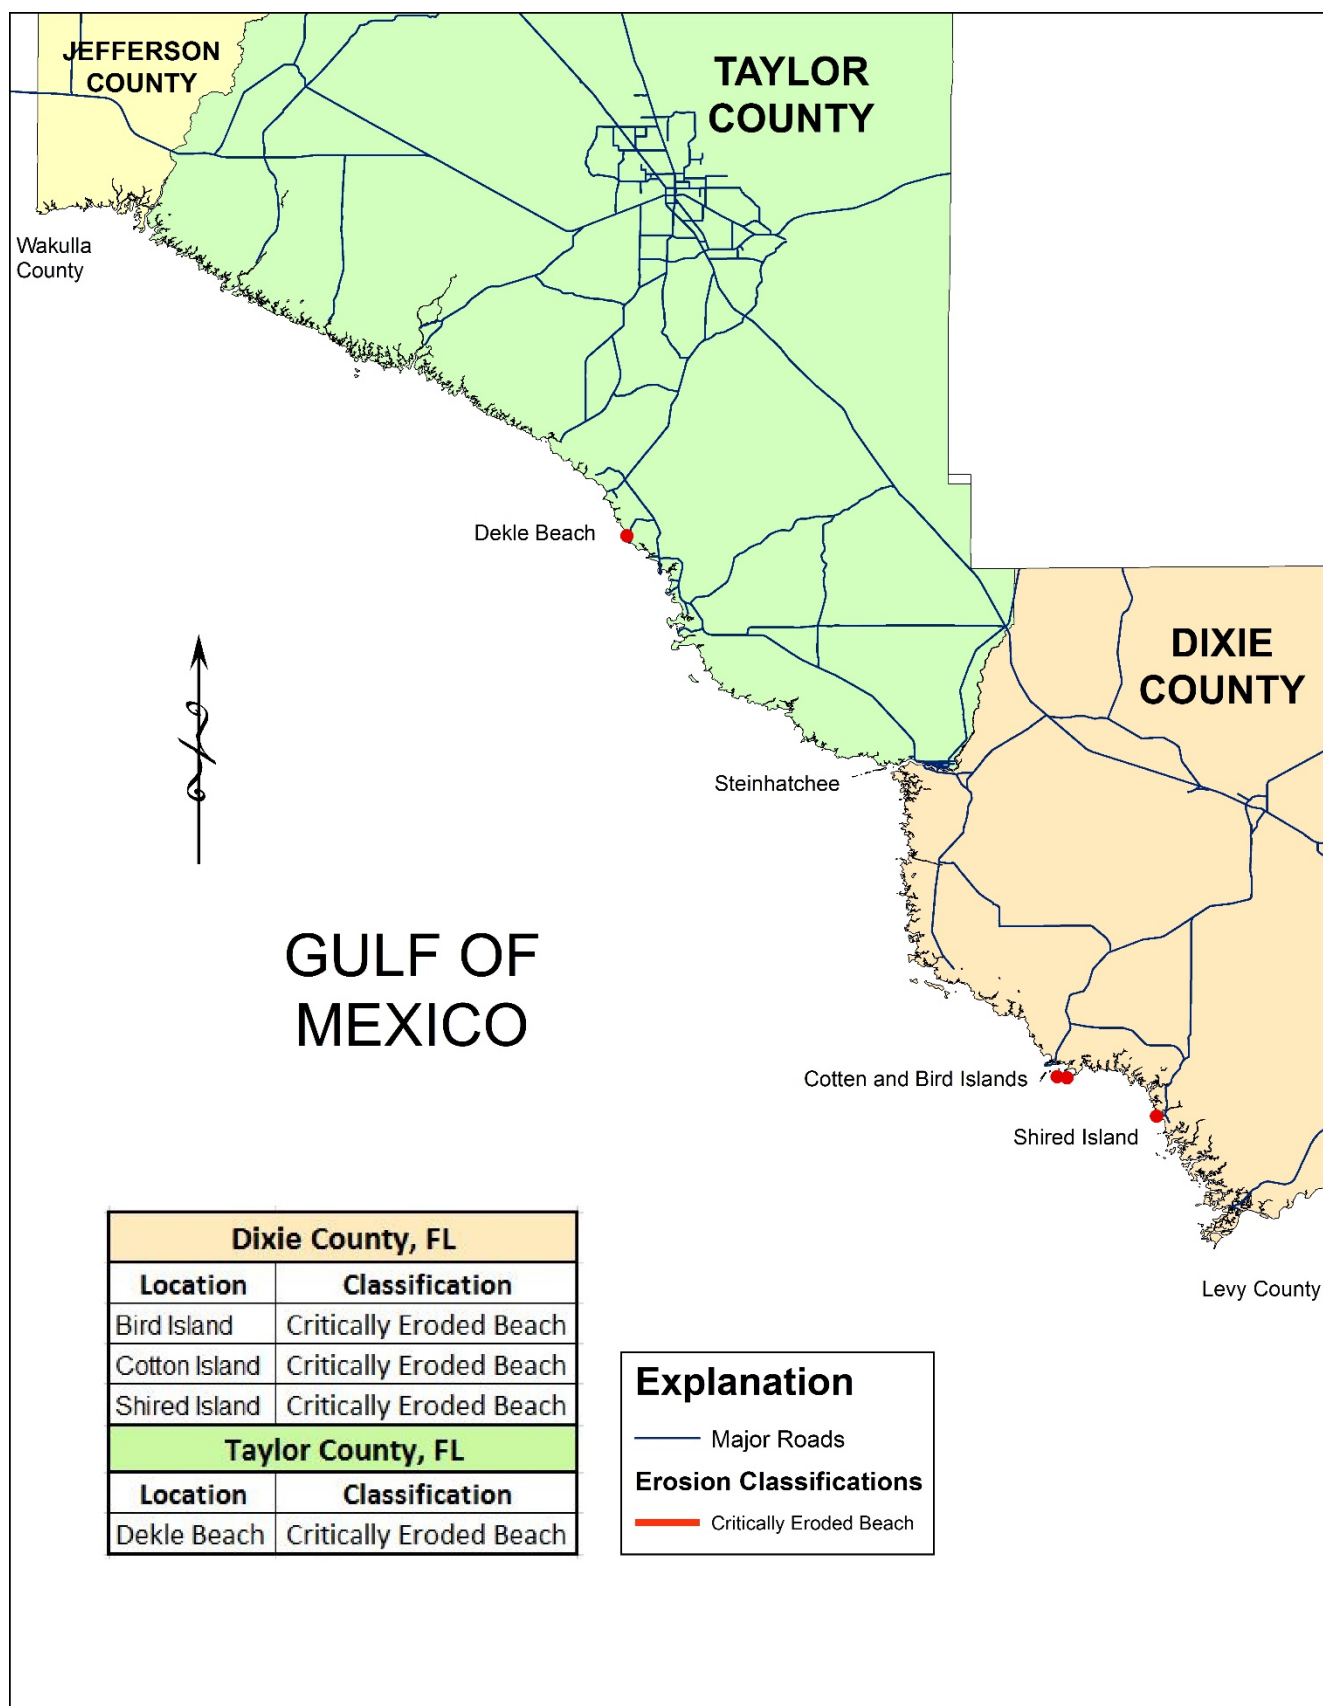 JEFFERSON
COUNTY
TAYLOR
COUNTY
Wakulla
County
Dekle Beach
DIXIE
COUNTY
Steinhatchee
GULF OF
MEXICO
Cotten and Bird Islands
Shired Island
Levy County
Dixie County, FL
Location Classification
Bird Island Critically Eroded Beach
Cotton Island Critically Eroded Beach
Shired Island Critically Eroded Beach
Taylor County, FL
Location Classification
Dekle Beach Critically Eroded Beach
Explanation
Major Roads
Erosion Classifications
Critically Eroded Beach